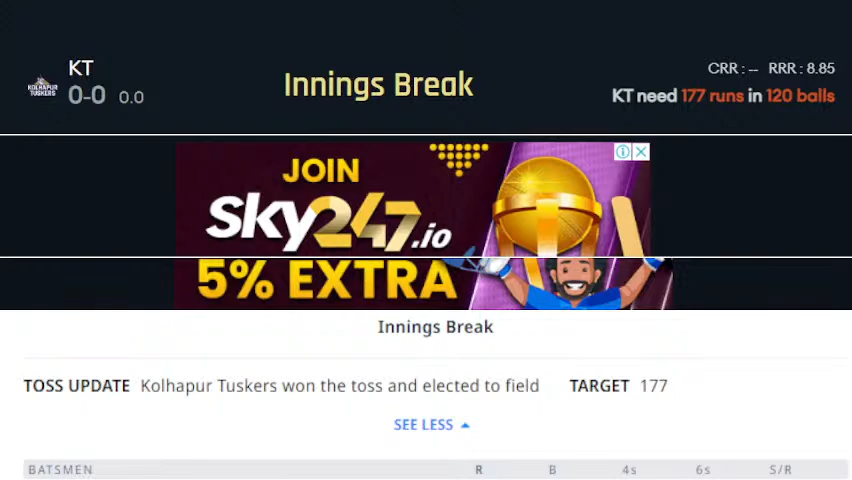 KT
CRR : -- RRR : 8.85
KOLHAPUR
TUSKERS
0-0 0.0
Innings Break
KT need 177 runs in 120 balls
JOIN
SKY247.io
5% EXTRA
Innings Break
TOSS UPDATE Kolhapur Tuskers won the toss and elected to field TARGET 177
SEE LESS
BATSMEN R B 4s 6s S/R